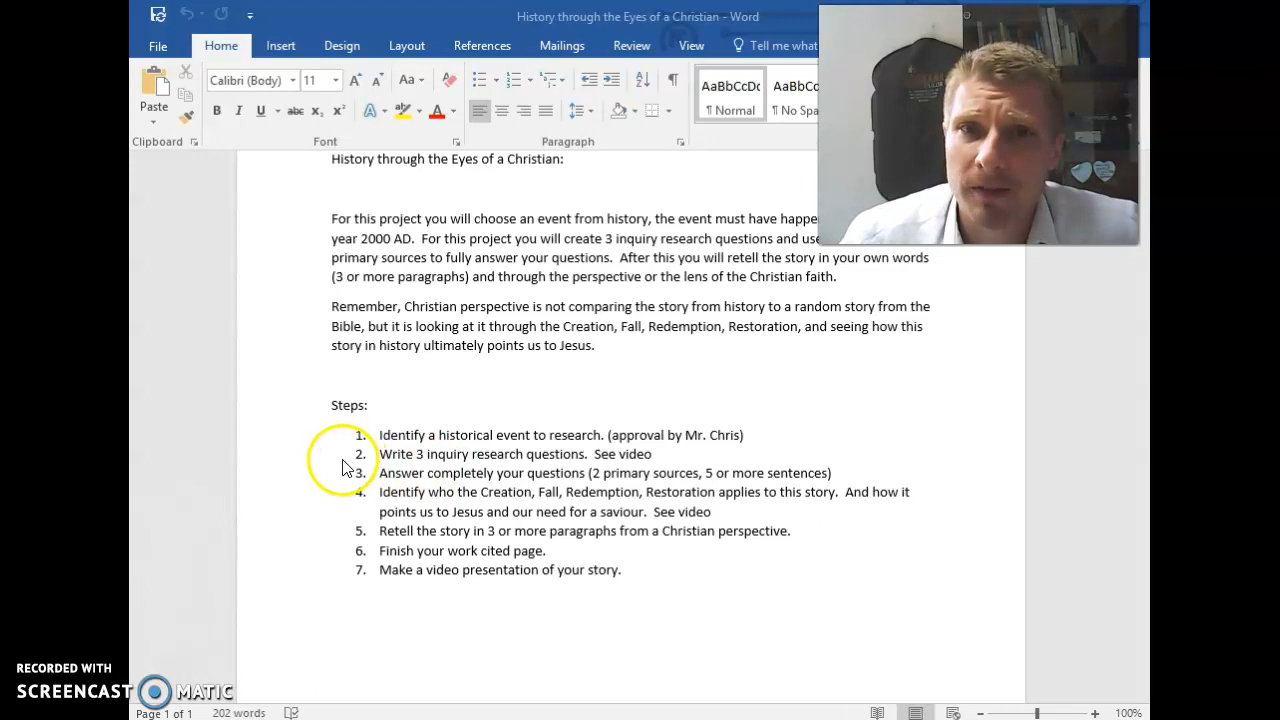 History through the Eyes of a Christian - Word
File Home Insert Design Layout References Mailings Review View Tell me what
Calibri (Body) 11 Aa AaBbCcDc AaBbC
Paste B I U abc x₂ x² A A ¶ Normal ¶ No Spa
Clipboard Font Paragraph
History through the Eyes of a Christian:
For this project you will choose an event from history, the event must have happe
year 2000 AD. For this project you will create 3 inquiry research questions and use
primary sources to fully answer your questions. After this you will retell the story in your own words
(3 or more paragraphs) and through the perspective or the lens of the Christian faith.
Remember, Christian perspective is not comparing the story from history to a random story from the
Bible, but it is looking at it through the Creation, Fall, Redemption, Restoration, and seeing how this
story in history ultimately points us to Jesus.
Steps:
1. Identify a historical event to research. (approval by Mr. Chris)
2. Write 3 inquiry research questions. See video
3. Answer completely your questions (2 primary sources, 5 or more sentences)
4. Identify who the Creation, Fall, Redemption, Restoration applies to this story. And how it
points us to Jesus and our need for a saviour. See video
5. Retell the story in 3 or more paragraphs from a Christian perspective.
6. Finish your work cited page.
7. Make a video presentation of your story.
RECORDED WITH
SCREENCAST MATIC
Page 1 of 1 202 words 100%